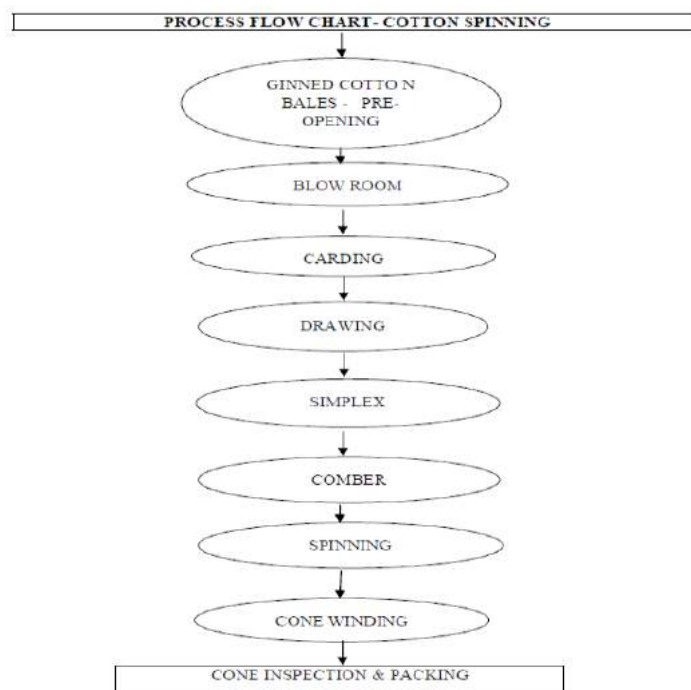 PROCESS FLOW CHART- COTTON SPINNING
GINNED COTTO N
BALES - PRE-
OPENING
BLOW ROOM
CARDING
DRAWING
SIMPLEX
COMBER
SPINNING
CONE WINDING
CONE INSPECTION & PACKING